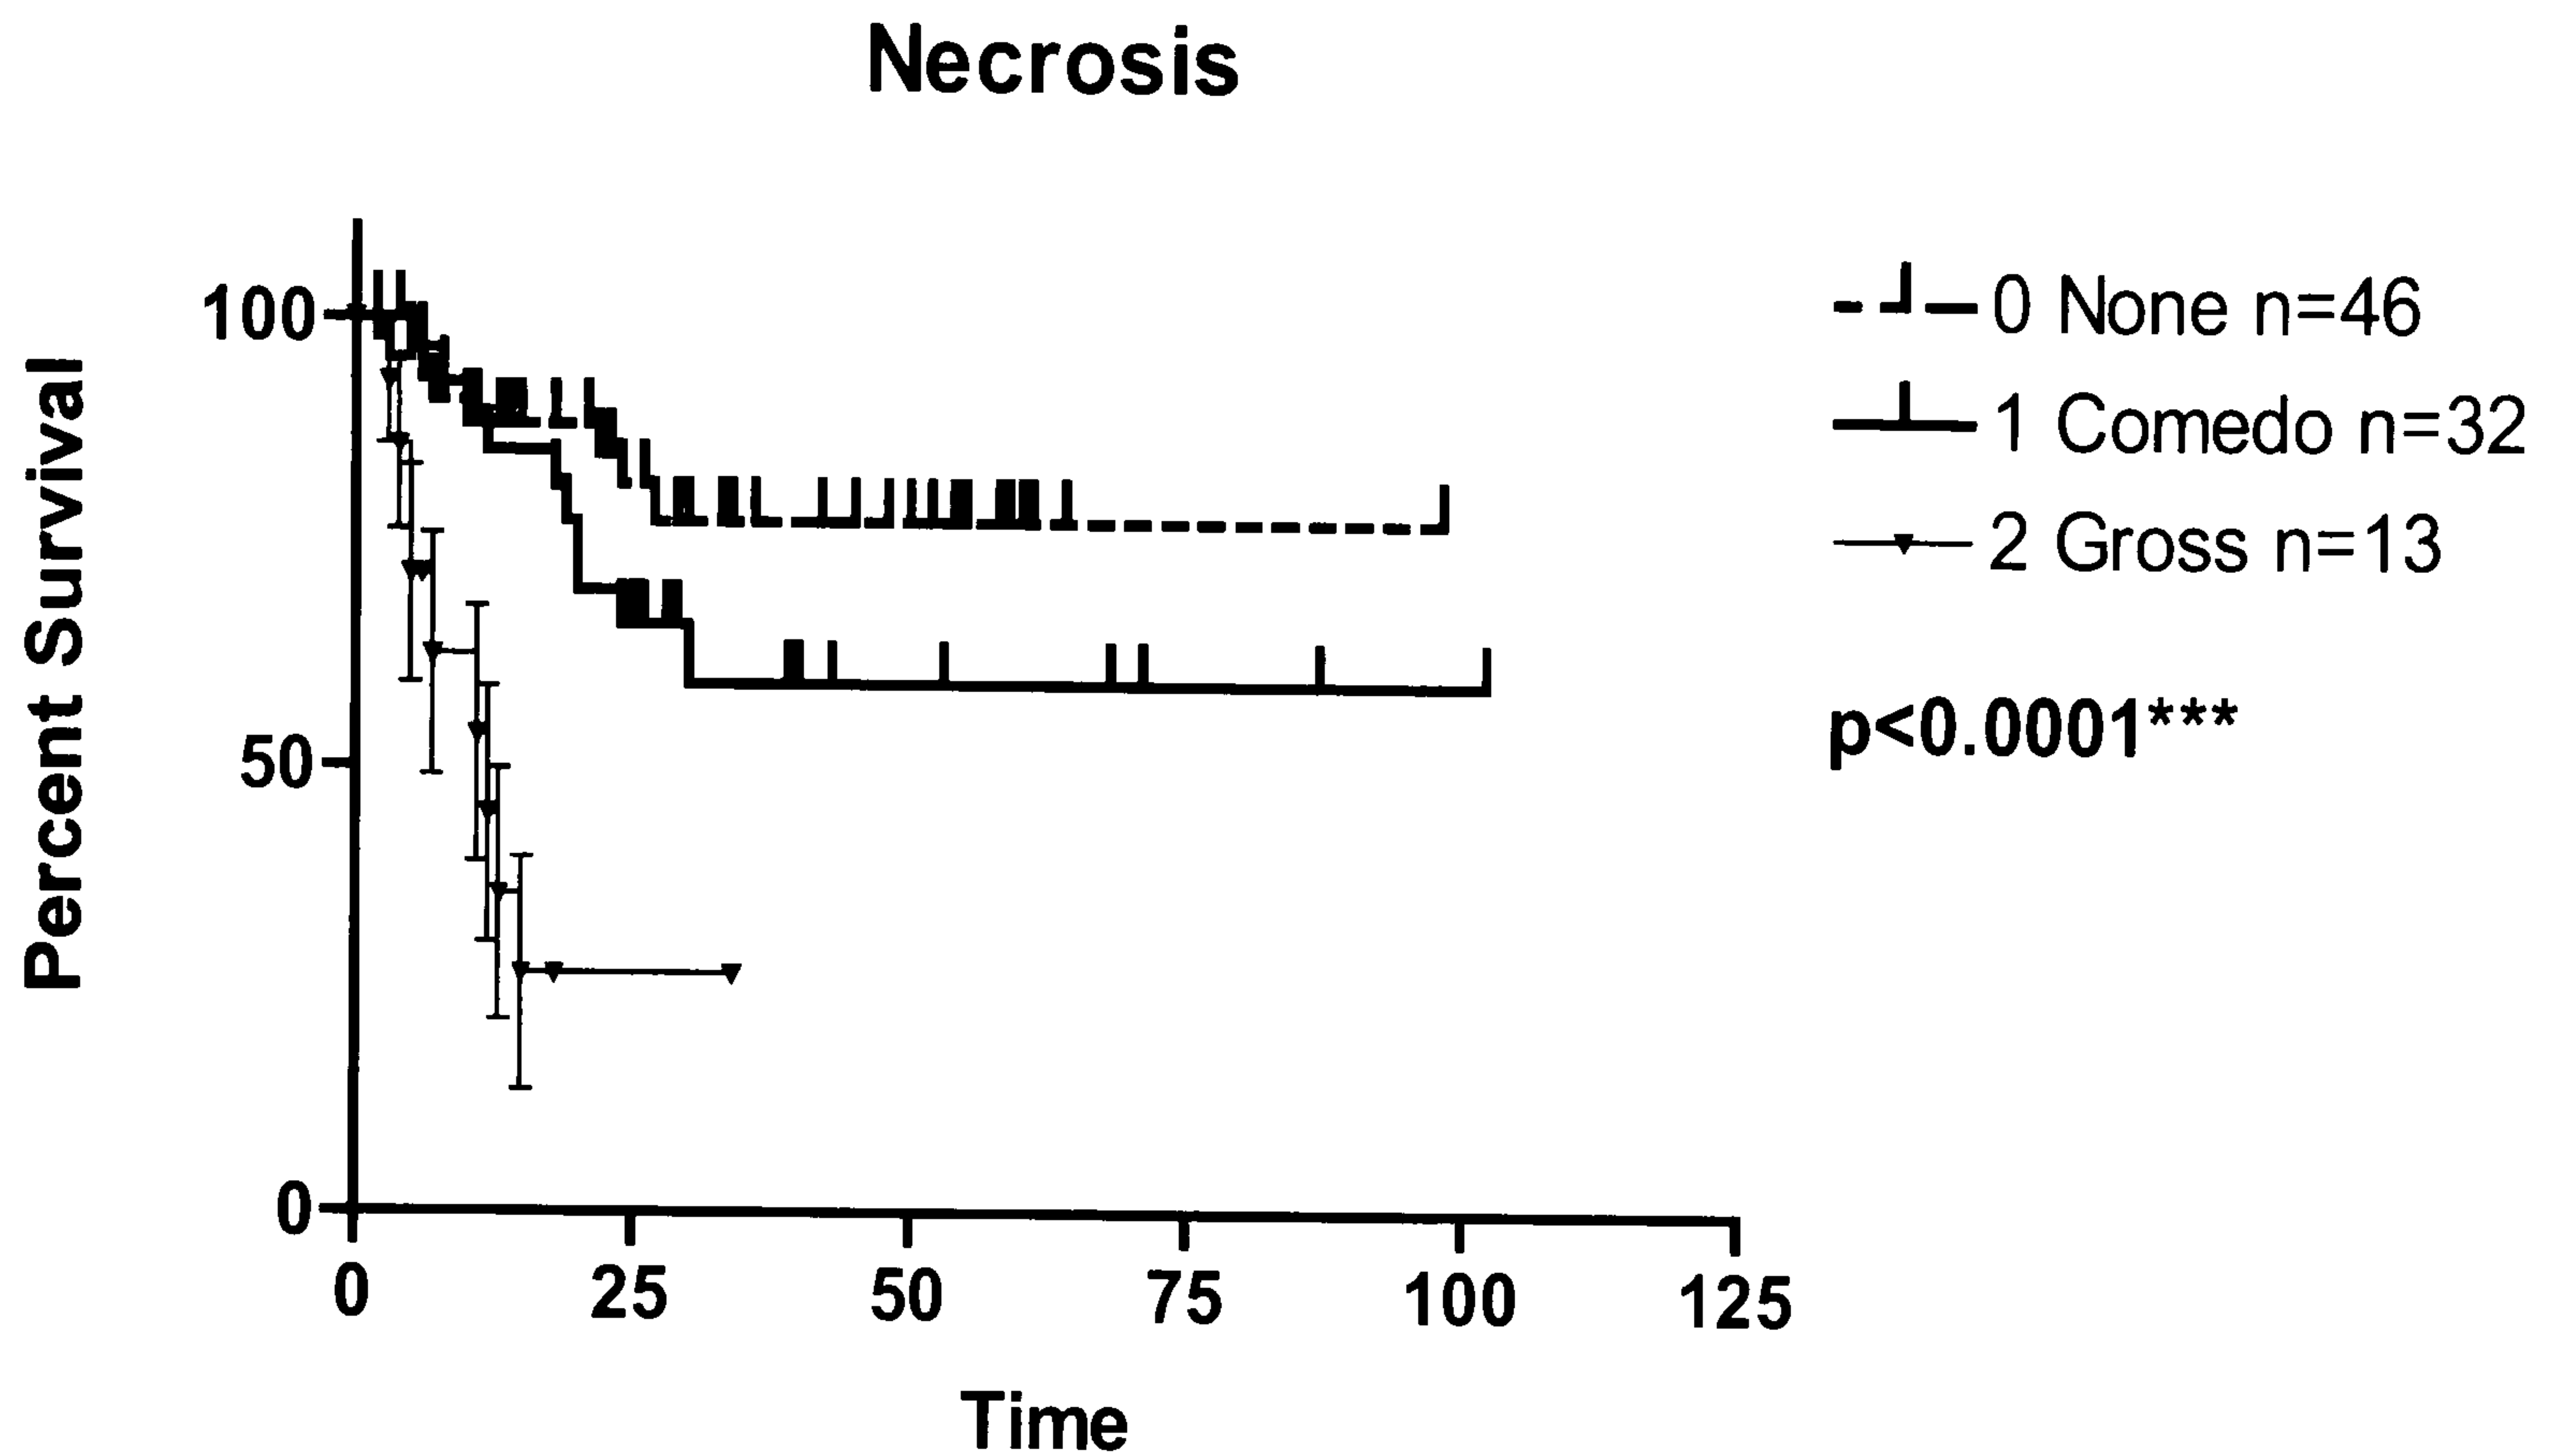 Necrosis
Percent Survival
100
50
0
0 25 50 75 100 125
Time
0 None n=46
1 Comedo n=32
2 Gross n=13
p<0.0001***